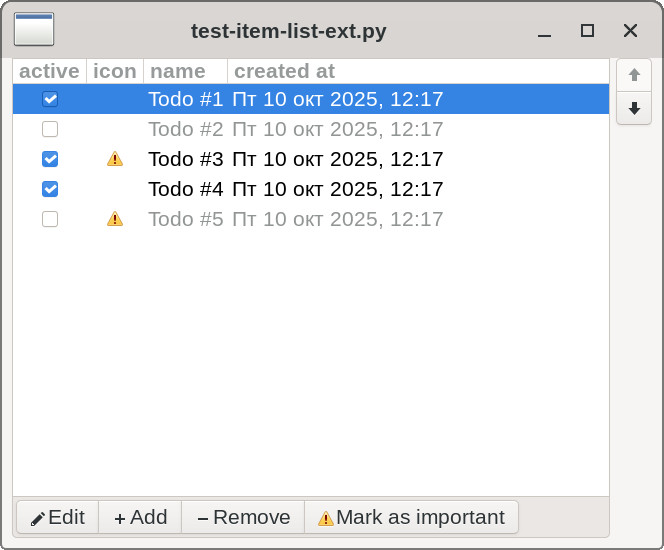 test-item-list-ext.py
active icon name created at
Todo #1 Пт 10 окт 2025, 12:17
Todo #2 Пт 10 окт 2025, 12:17
Todo #3 Пт 10 окт 2025, 12:17
Todo #4 Пт 10 окт 2025, 12:17
Todo #5 Пт 10 окт 2025, 12:17
Edit Add Remove Mark as important